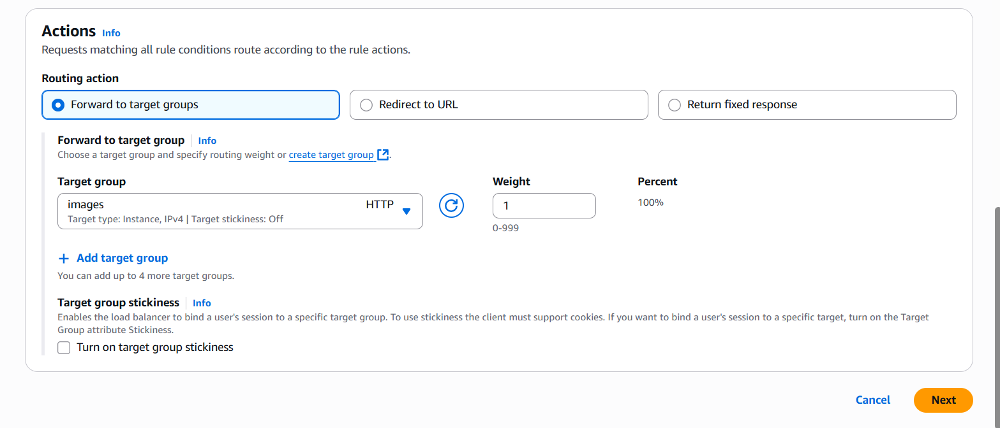 Actions Info
Requests matching all rule conditions route according to the rule actions.
Routing action
Forward to target groups
Redirect to URL
Return fixed response
Forward to target group Info
Choose a target group and specify routing weight or create target group .
Target group
Weight
Percent
images
HTTP
Target type: Instance, IPv4 | Target stickiness: Off
1
100%
0-999
+ Add target group
You can add up to 4 more target groups.
Target group stickiness Info
Enables the load balancer to bind a user's session to a specific target group. To use stickiness the client must support cookies. If you want to bind a user's session to a specific target, turn on the Target
Group attribute Stickiness.
Turn on target group stickiness
Cancel
Next